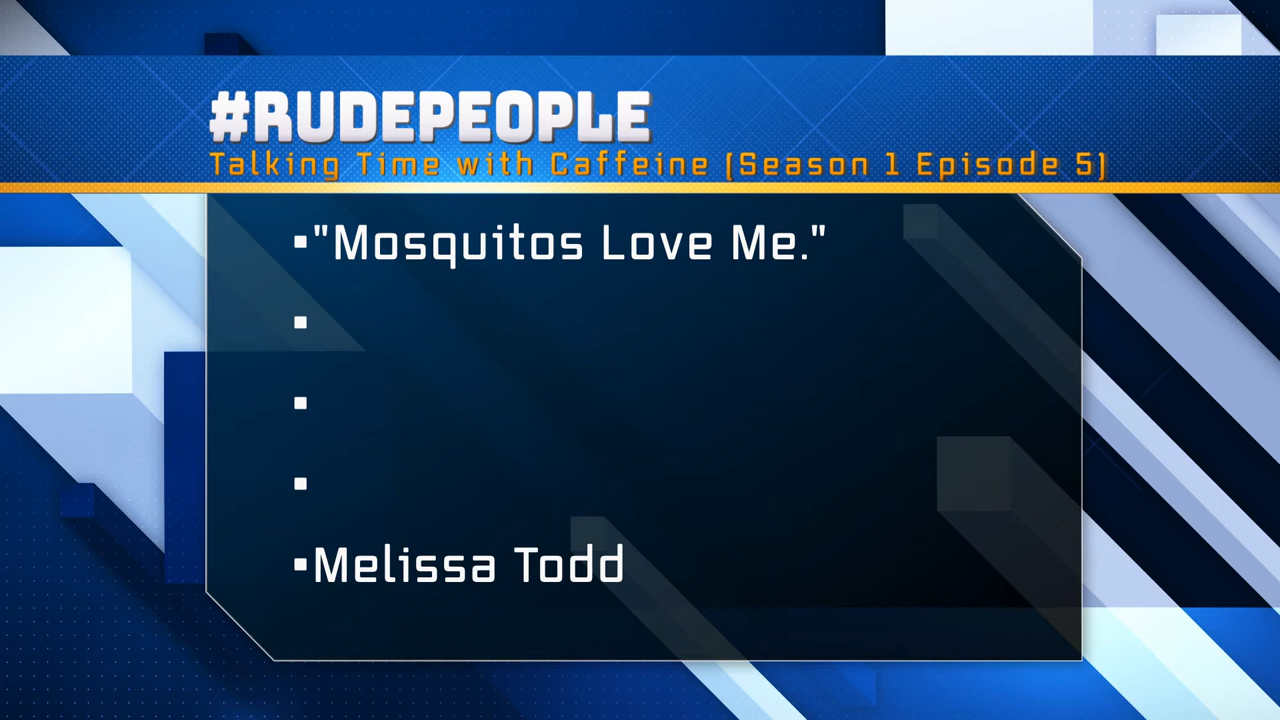 #RUDEPEOPLE
Talking Time with Caffeine (Season 1 Episode 5)
▪"Mosquitos Love Me."
▪
▪
▪
▪Melissa Todd